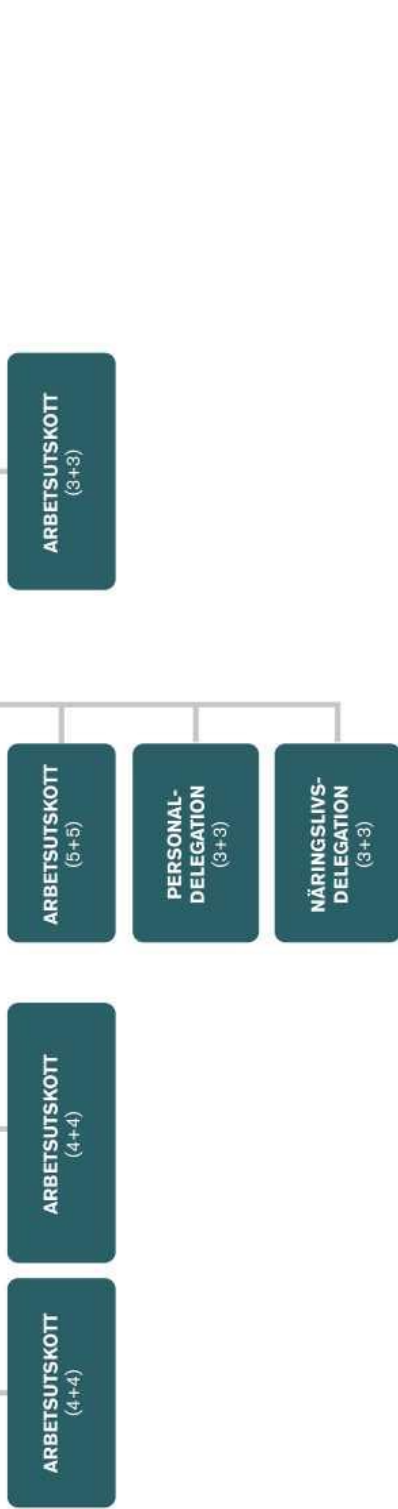 ARBETSUTSKOTT
(4+4)
ARBETSUTSKOTT
(4+4)
ARBETSUTSKOTT
(5+5)
ARBETSUTSKOTT
(3+3)
PERSONAL-
DELEGATION
(3+3)
NÄRINGSLIVS-
DELEGATION
(3+3)